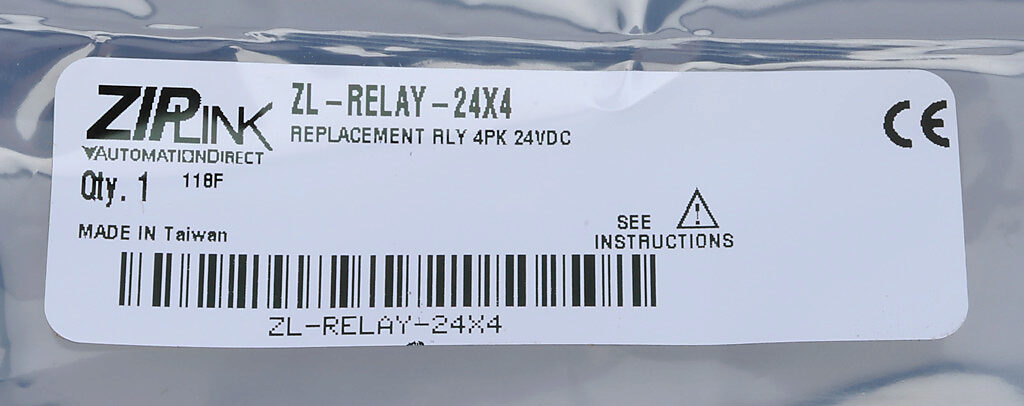 ZIPLINK
AUTOMATIONDIRECT
ZL-RELAY-24X4
REPLACEMENT RLY 4PK 24VDC
CE
Qty. 1 118F
MADE IN Taiwan
SEE
INSTRUCTIONS
ZL-RELAY-24X4